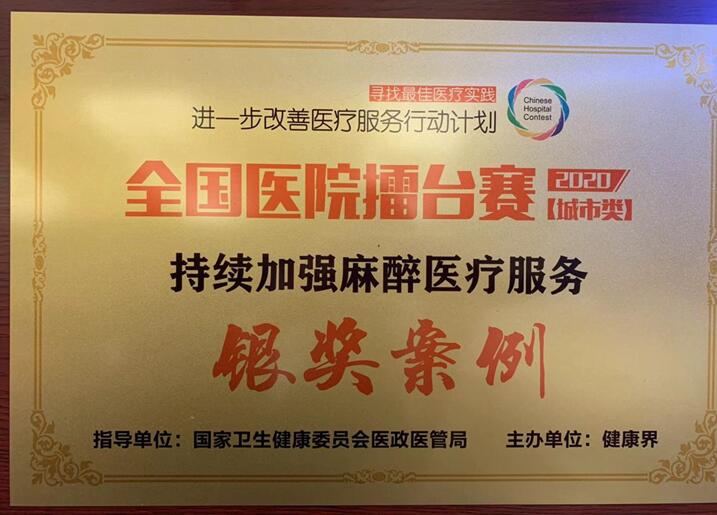 寻找最佳医疗实践
进一步改善医疗服务行动计划
Chinese
Hospital
Contest
全国医院擂台赛
2020/
【城市类】
持续加强麻醉医疗服务
银奖案例
指导单位：国家卫生健康委员会医政医管局 主办单位：健康界